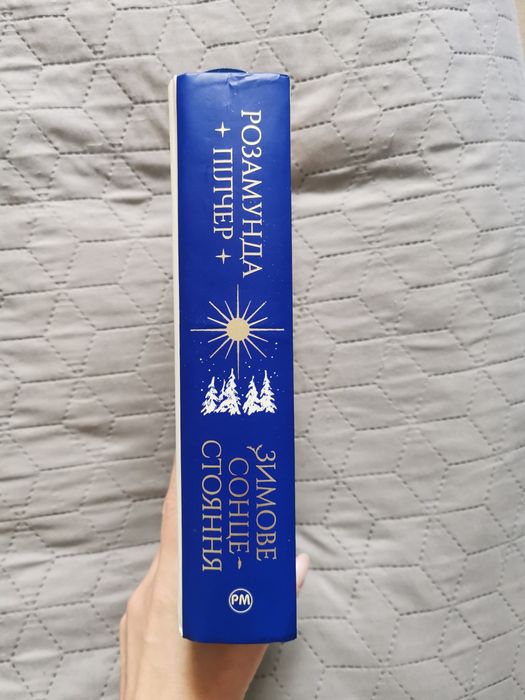 РОЗАМУНДА
ПІЛЧЕР
ЗИМОВЕ
СОНЦЕ-
СТОЯННЯ
РМ